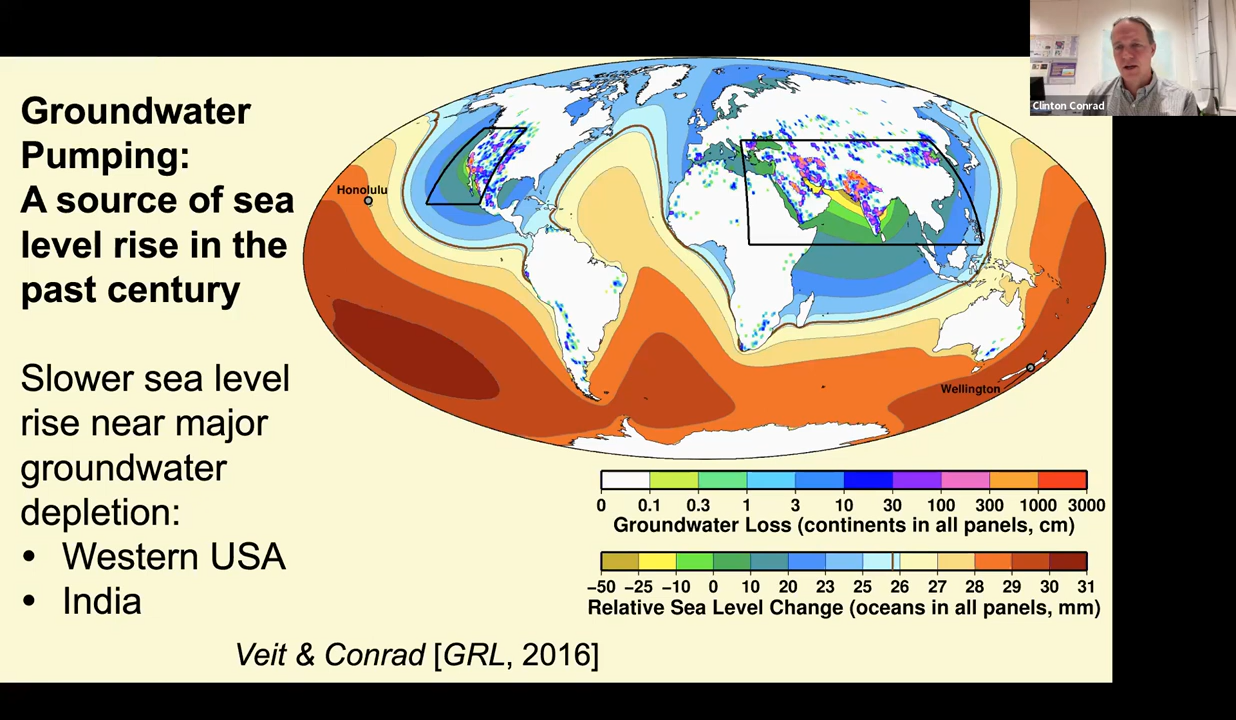 Clinton Conrad
Groundwater
Pumping:
A source of sea
level rise in the
past century
Slower sea level
rise near major
groundwater
depletion:
• Western USA
• India
Honolulu
Wellington
0 0.1 0.3 1 3 10 30 100 300 1000 3000
Groundwater Loss (continents in all panels, cm)
−50 −25 −10 0 10 20 23 25 26 27 28 29 30 31
Relative Sea Level Change (oceans in all panels, mm)
Veit & Conrad [GRL, 2016]